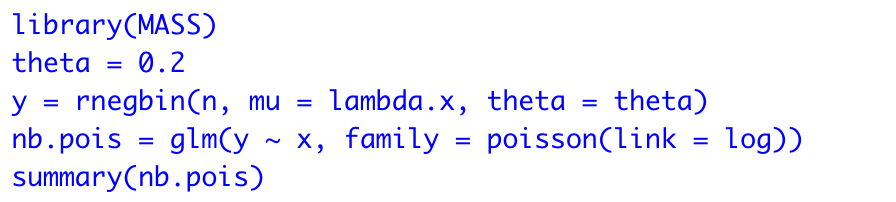 library(MASS)
theta = 0.2
y = rnegbin(n, mu = lambda.x, theta = theta)
nb.pois = glm(y ~ x, family = poisson(link = log))
summary(nb.pois)